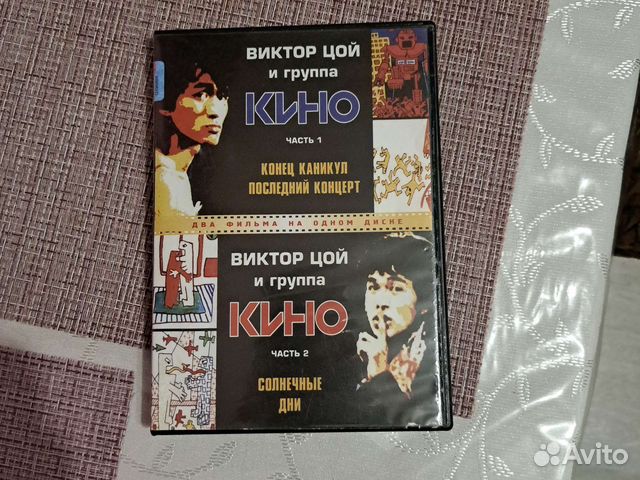 ВИКТОР ЦОЙ
и группа
КИНО
ЧАСТЬ 1
КОНЕЦ КАНИКУЛ
ПОСЛЕДНИЙ КОНЦЕРТ
ДВА ФИЛЬМА НА ОДНОМ ДИСКЕ
ВИКТОР ЦОЙ
и группа
КИНО
ЧАСТЬ 2
СОЛНЕЧНЫЕ
ДНИ
Avito